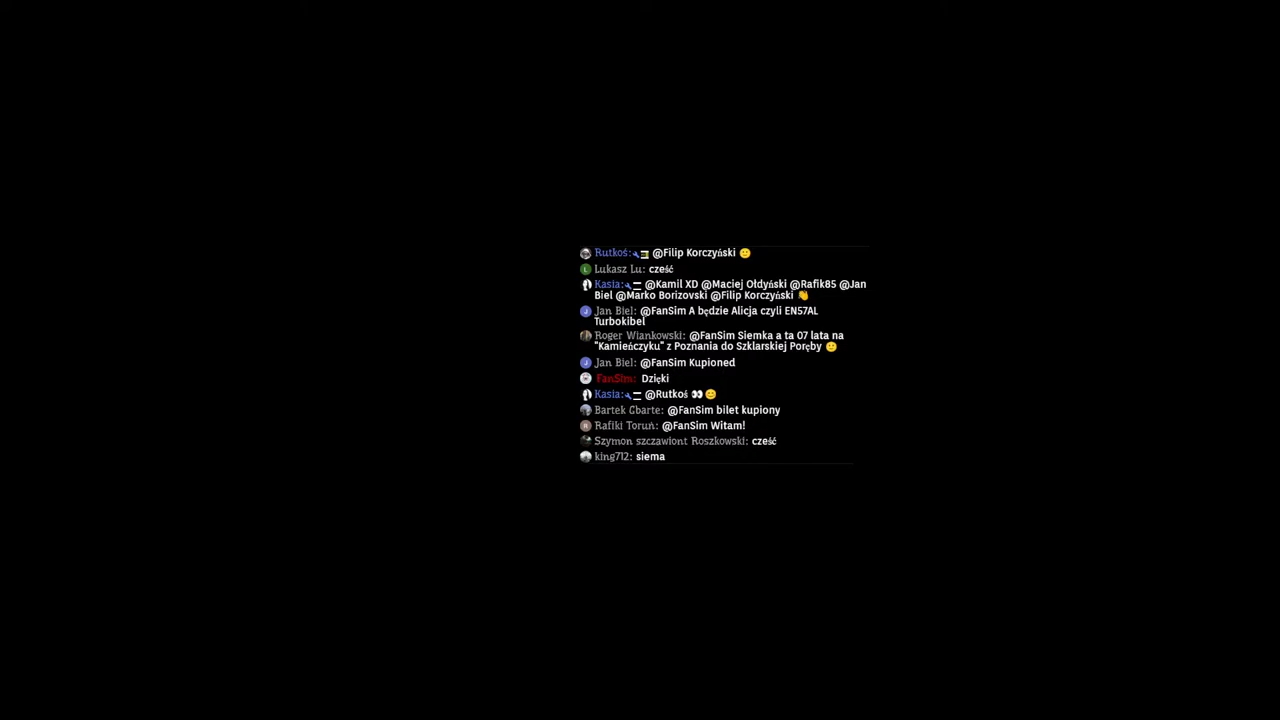 Rutkoś: @Filip Korczyński 🙂
Lukasz Lu: cześć
Kasia: @Kamil XD @Maciej Ołdyński @Rafik85 @Jan
Biel @Marko Borizovski @Filip Korczyński 👋
Jan Biel: @FanSim A będzie Alicja czyli EN57AL
Turbokibel
Roger Wiankowski: @FanSim Siemka a ta 07 lata na
"Kamieńczyku" z Poznania do Szklarskiej Poręby 🙂
Jan Biel: @FanSim Kupioned
FanSim: Dzięki
Kasia: @Rutkoś 👀😊
Bartek Gbarte: @FanSim bilet kupiony
Rafiki Toruń: @FanSim Witam!
Szymon szczawiont Roszkowski: cześć
king712: siema